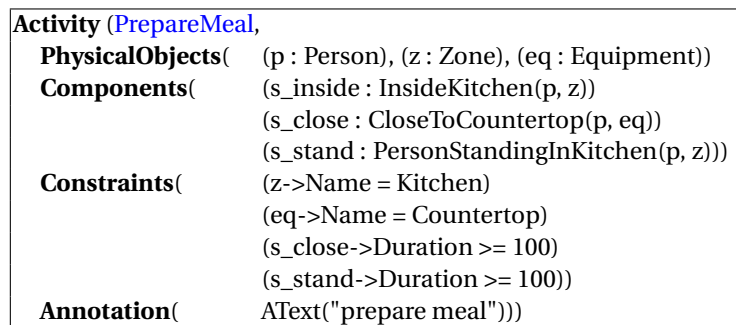 Activity (PrepareMeal,
PhysicalObjects( (p : Person), (z : Zone), (eq : Equipment))
Components( (s_inside : InsideKitchen(p, z))
(s_close : CloseToCountertop(p, eq))
(s_stand : PersonStandingInKitchen(p, z)))
Constraints( (z->Name = Kitchen)
(eq->Name = Countertop)
(s_close->Duration >= 100)
(s_stand->Duration >= 100))
Annotation( AText("prepare meal")))